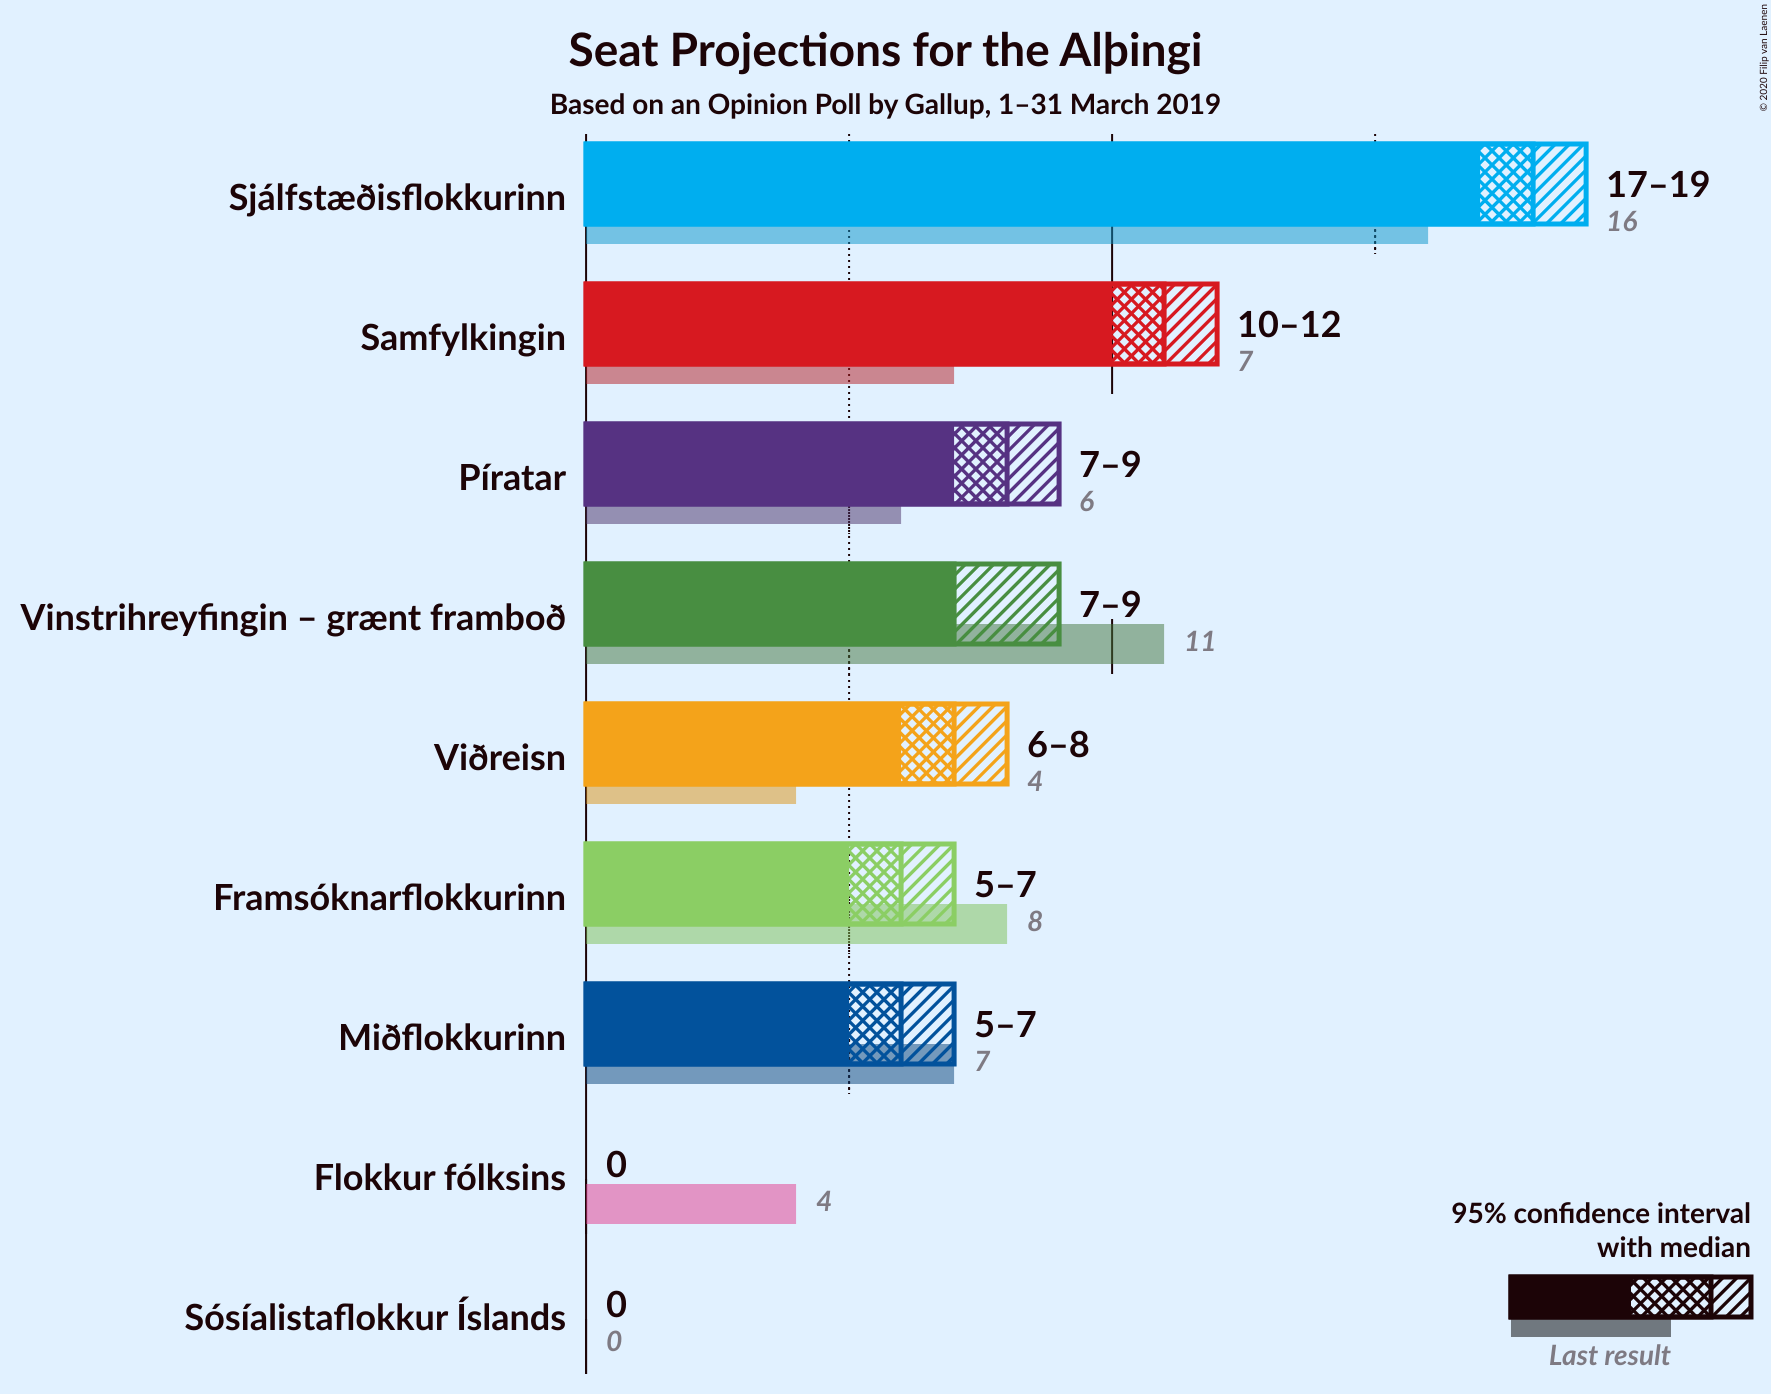 Seat Projections for the Alþingi
Based on an Opinion Poll by Gallup, 1–31 March 2019
© 2020 Filip van Laenen
Sjálfstæðisflokkurinn
17–19
16
Samfylkingin
10–12
7
Píratar
7–9
6
Vinstrihreyfingin – grænt framboð
7–9
11
Viðreisn
6–8
4
Framsóknarflokkurinn
5–7
8
Miðflokkurinn
5–7
7
Flokkur fólksins
0
4
Sósíalistaflokkur Íslands
0
0
95% confidence interval
with median
Last result